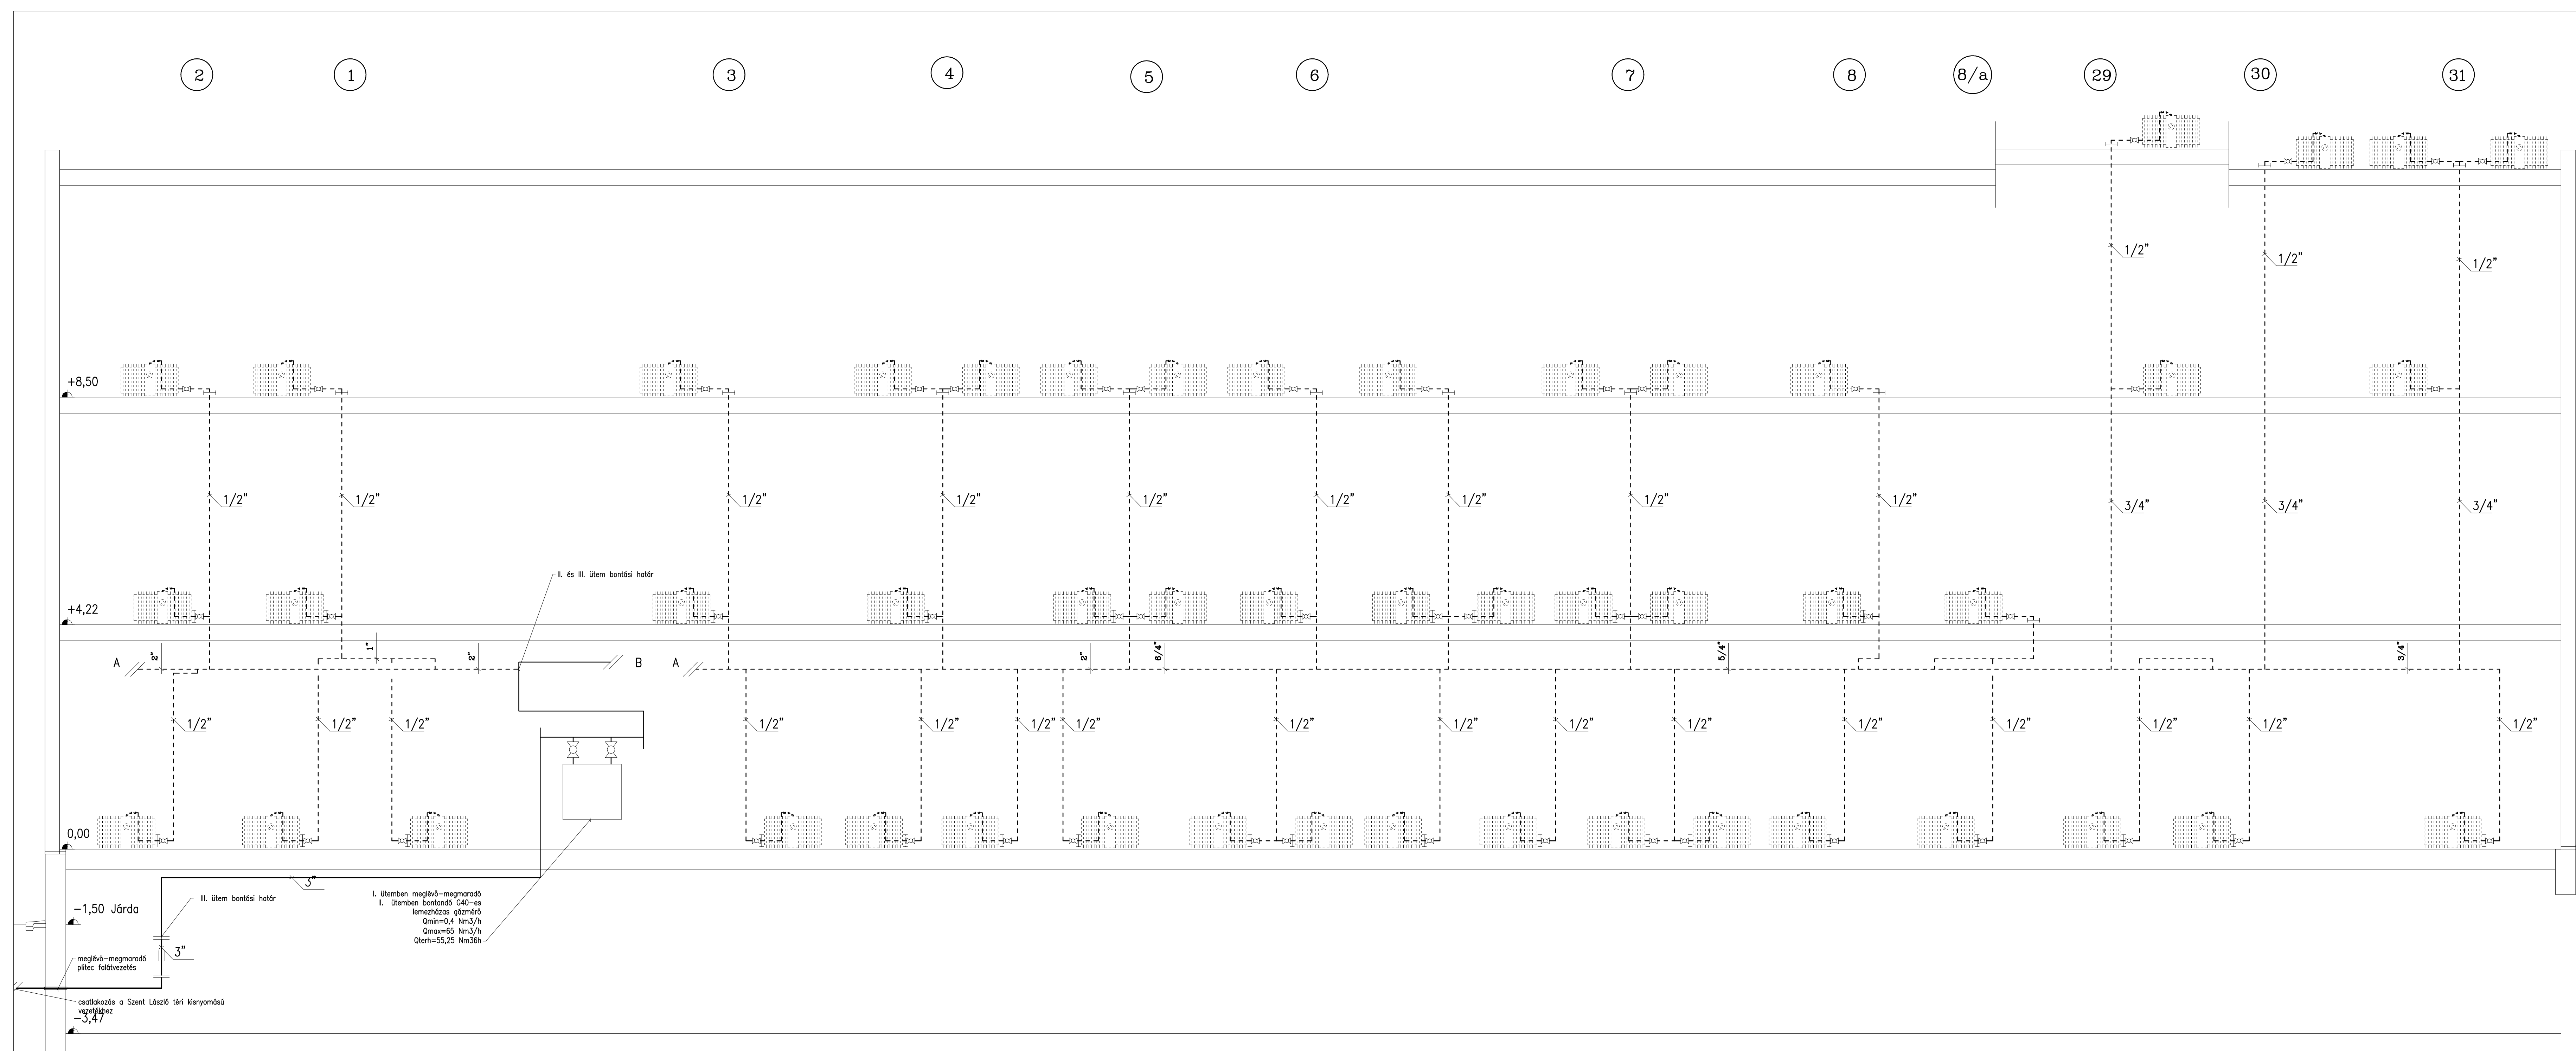 2 1 3 4 5 6 7 8 8/a 29 30 31
1/2" 1/2" 1/2"
+8,50
1/2" 1/2" 1/2" 1/2" 1/2" 1/2" 1/2" 1/2" 1/2" 3/4" 3/4" 3/4"
II. és III. ütem bontási határ
+4,22
A 2" 1" 2" B A 2" 6/4" 5/4" 3/4"
1/2" 1/2" 1/2" 1/2" 1/2" 1/2" 1/2" 1/2" 1/2" 1/2" 1/2" 1/2" 1/2" 1/2" 1/2" 1/2"
0,00
3"
III. ütem bontási határ
I. ütemben meglévő-megmaradó
II. ütemben bontandó G40-es
lemezházas gázmérő
Qmin=0,4 Nm3/h
Qmax=65 Nm3/h
Qterh=55,25 Nm36h
-1,50 Járda
3"
meglévő-megmaradó
plitec falátvezetés
csatlakozás a Szent László téri kisnyomású
vezetékhez
-3,47